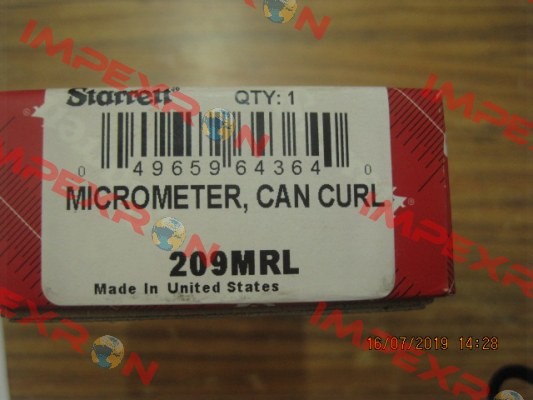 Starrett® QTY: 1
0 49659 64364 0
MICROMETER, CAN CURL
209MRL
Made In United States
16/07/2019 14:28
IMPEXRON
IMPEXRON
IMPEXRON
IMPEXRON
IMPEXRON